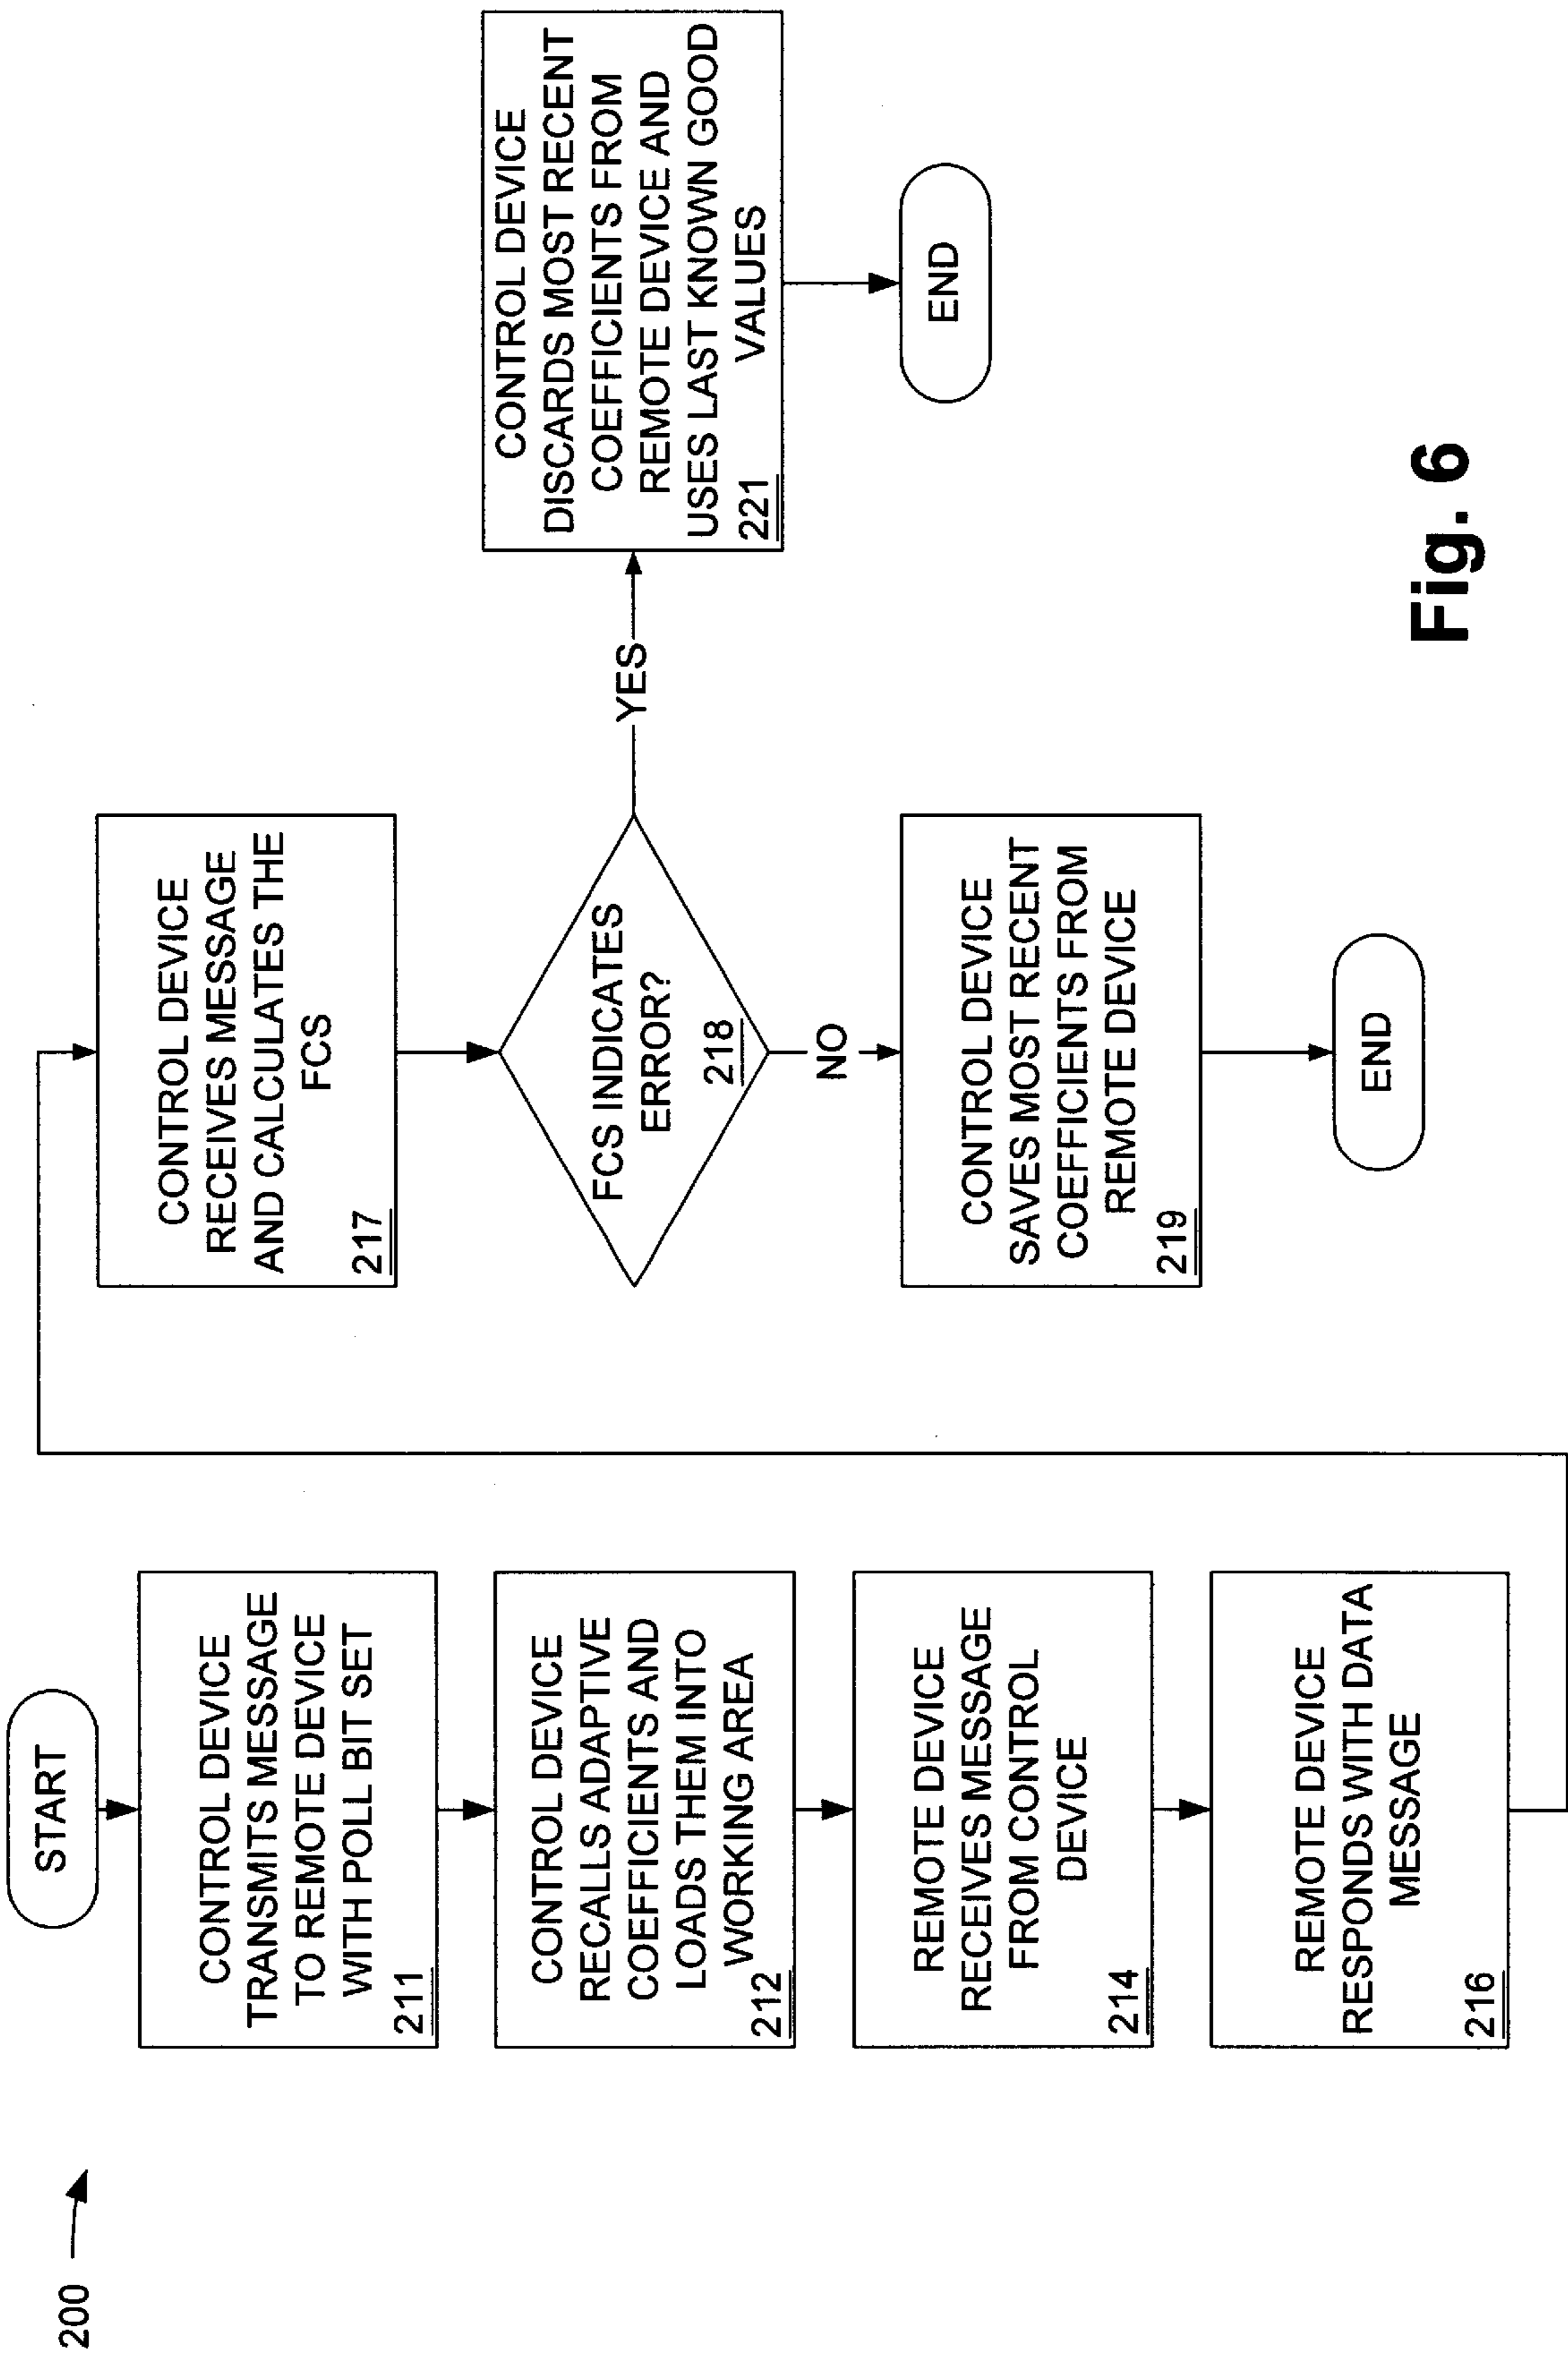 200
START
CONTROL DEVICE
TRANSMITS MESSAGE
TO REMOTE DEVICE
WITH POLL BIT SET
211
CONTROL DEVICE
RECALLS ADAPTIVE
COEFFICIENTS AND
LOADS THEM INTO
WORKING AREA
212
REMOTE DEVICE
RECEIVES MESSAGE
FROM CONTROL
DEVICE
214
REMOTE DEVICE
RESPONDS WITH DATA
MESSAGE
216
CONTROL DEVICE
RECEIVES MESSAGE
AND CALCULATES THE
FCS
217
FCS INDICATES
ERROR?
218
YES
NO
CONTROL DEVICE
SAVES MOST RECENT
COEFFICIENTS FROM
REMOTE DEVICE
219
END
CONTROL DEVICE
DISCARDS MOST RECENT
COEFFICIENTS FROM
REMOTE DEVICE AND
USES LAST KNOWN GOOD
VALUES
221
END
Fig. 6